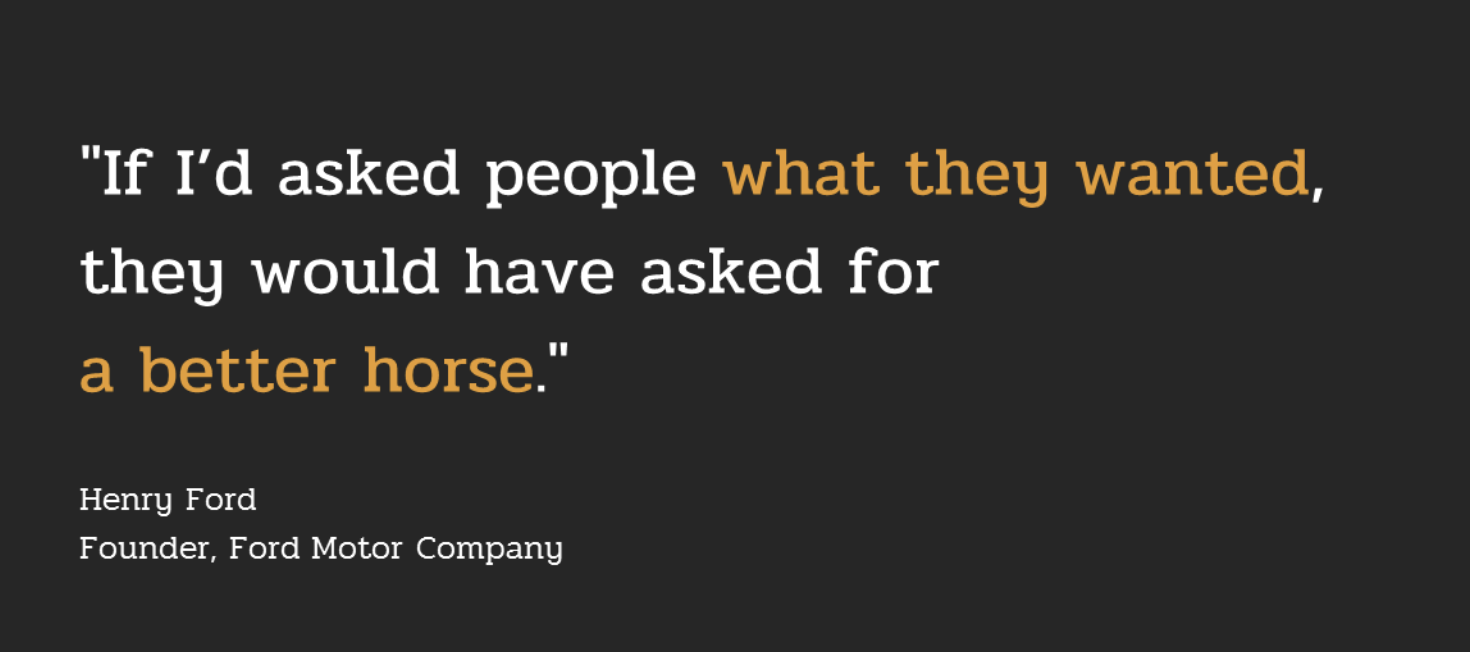 "If I’d asked people what they wanted,
they would have asked for
a better horse."
Henry Ford
Founder, Ford Motor Company